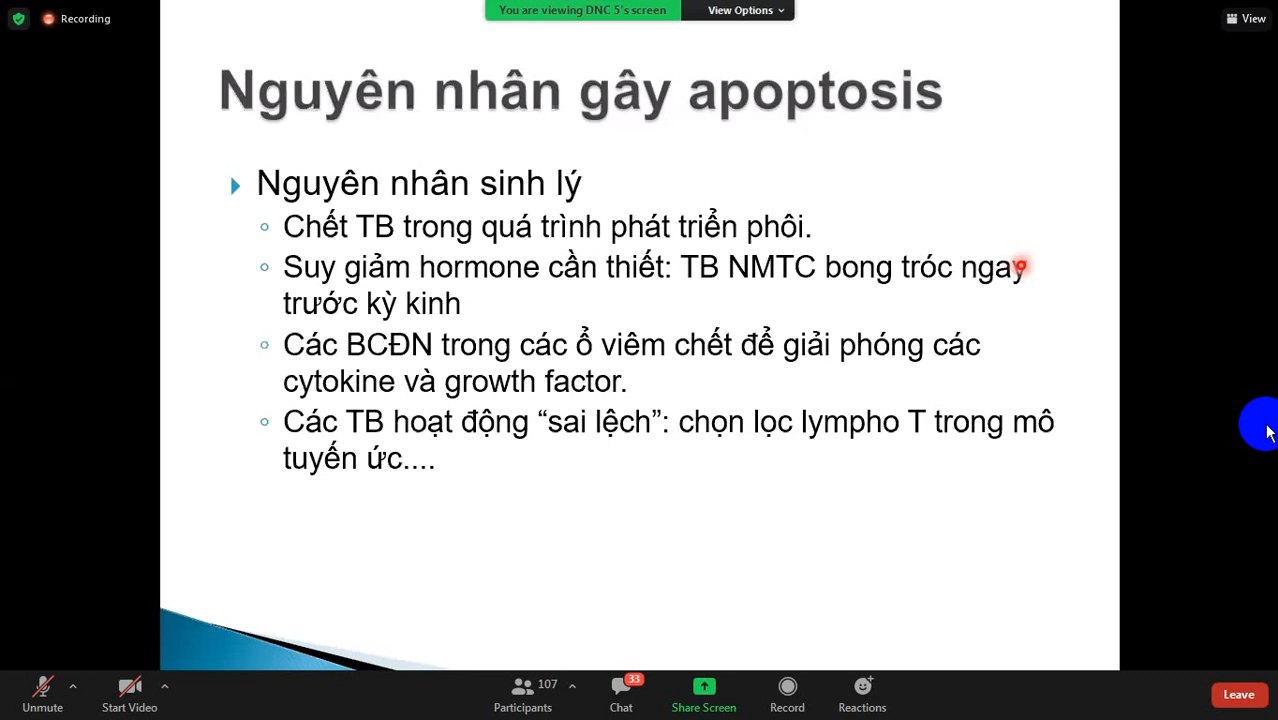 Recording
You are viewing DNC 5's screen
View Options
View
Nguyên nhân gây apoptosis
Nguyên nhân sinh lý
Chết TB trong quá trình phát triển phôi.
Suy giảm hormone cần thiết: TB NMTC bong tróc ngay
trước kỳ kinh
Các BCĐN trong các ổ viêm chết để giải phóng các
cytokine và growth factor.
Các TB hoạt động “sai lệch”: chọn lọc lympho T trong mô
tuyến ức....
Unmute
Start Video
107
Participants
33
Chat
Share Screen
Record
Reactions
Leave